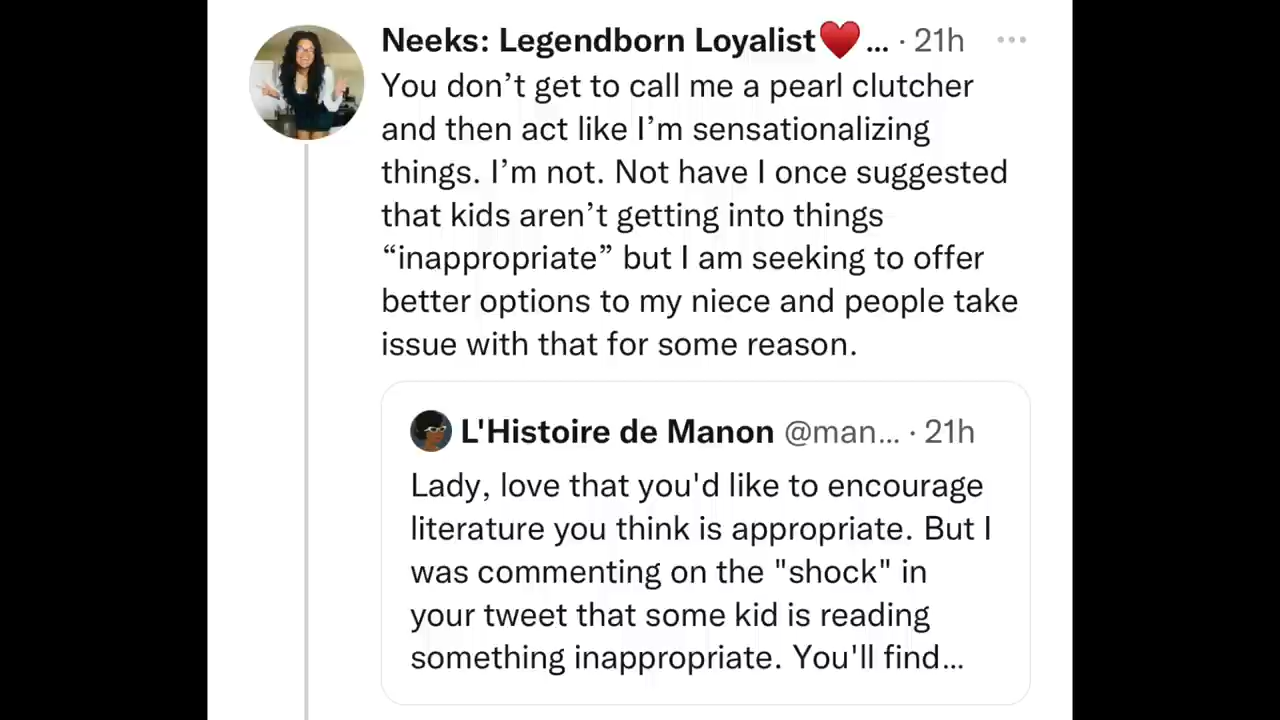 Neeks: Legendborn Loyalist❤️... · 21h ...
You don’t get to call me a pearl clutcher
and then act like I’m sensationalizing
things. I’m not. Not have I once suggested
that kids aren’t getting into things
“inappropriate” but I am seeking to offer
better options to my niece and people take
issue with that for some reason.
L'Histoire de Manon @man... · 21h
Lady, love that you'd like to encourage
literature you think is appropriate. But I
was commenting on the "shock" in
your tweet that some kid is reading
something inappropriate. You'll find...